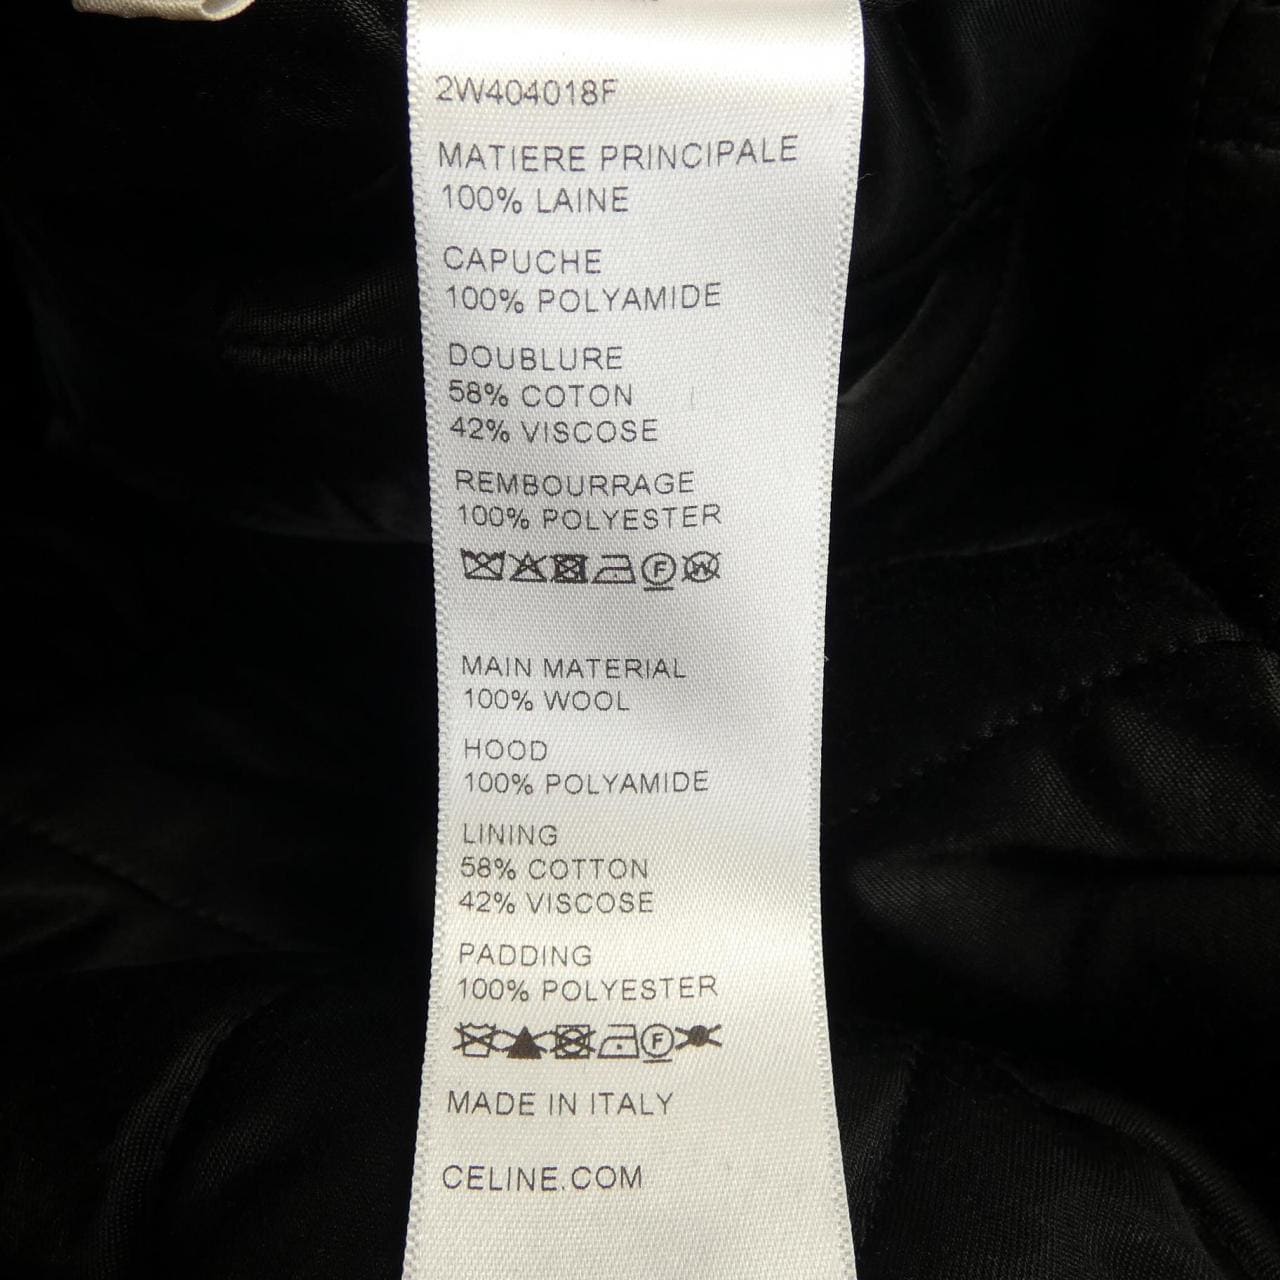 2W404018F
MATIERE PRINCIPALE
100% LAINE
CAPUCHE
100% POLYAMIDE
DOUBLURE
58% COTON
42% VISCOSE
REMBOURRAGE
100% POLYESTER
F W
MAIN MATERIAL
100% WOOL
HOOD
100% POLYAMIDE
LINING
58% COTTON
42% VISCOSE
PADDING
100% POLYESTER
F
MADE IN ITALY
CELINE.COM